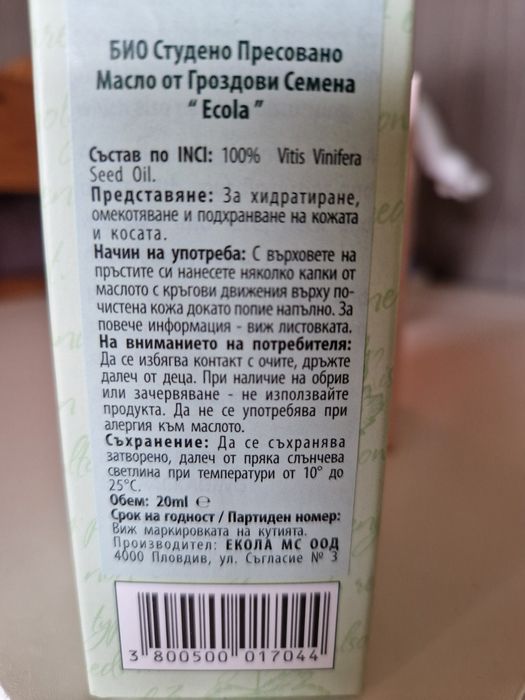 БИО Студено Пресовано
Масло от Гроздови Семена
“ Ecola ”
Състав по INCI: 100% Vitis Vinifera
Seed Oil.
Представяне: За хидратиране,
омекотяване и подхранване на кожата
и косата.
Начин на употреба: С върховете на
пръстите си нанесете няколко капки от
маслото с кръгови движения върху по-
чистена кожа докато попие напълно. За
повече информация - виж листовката.
На вниманието на потребителя:
Да се избягва контакт с очите, дръжте
далеч от деца. При наличие на обрив
или зачервяване - не използвайте
продукта. Да не се употребява при
алергия към маслото.
Съхранение: Да се съхранява
затворено, далеч от пряка слънчева
светлина при температури от 10° до
25°C.
Обем: 20ml ℮
Срок на годност / Партиден номер:
Виж маркировката на кутията.
Производител: ЕКОЛА МС ООД
4000 Пловдив, ул. Съгласие № 3
3 800500 017044